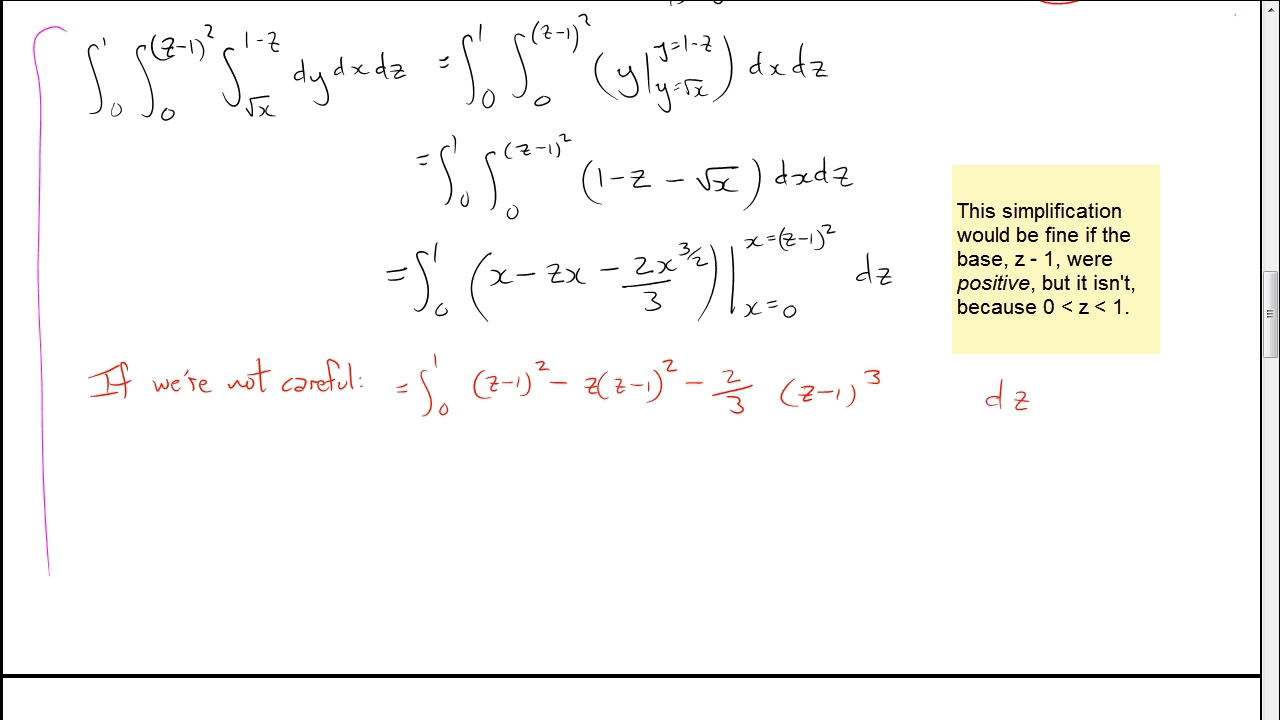 ∫₀¹ ∫₀^((z-1)²) ∫_(√x)^(1-z) dy dx dz = ∫₀¹ ∫₀^((z-1)²) (y|_(y=√x)^(y=1-z)) dx dz
= ∫₀¹ ∫₀^((z-1)²) (1-z-√x) dx dz
= ∫₀¹ (x-zx-2x^(3/2)/3)|_(x=0)^(x=(z-1)²) dz
This simplification
would be fine if the
base, z - 1, were
positive, but it isn't,
because 0 < z < 1.
If we're not careful: = ∫₀¹ (z-1)² - z(z-1)² - 2/3 (z-1)³ dz